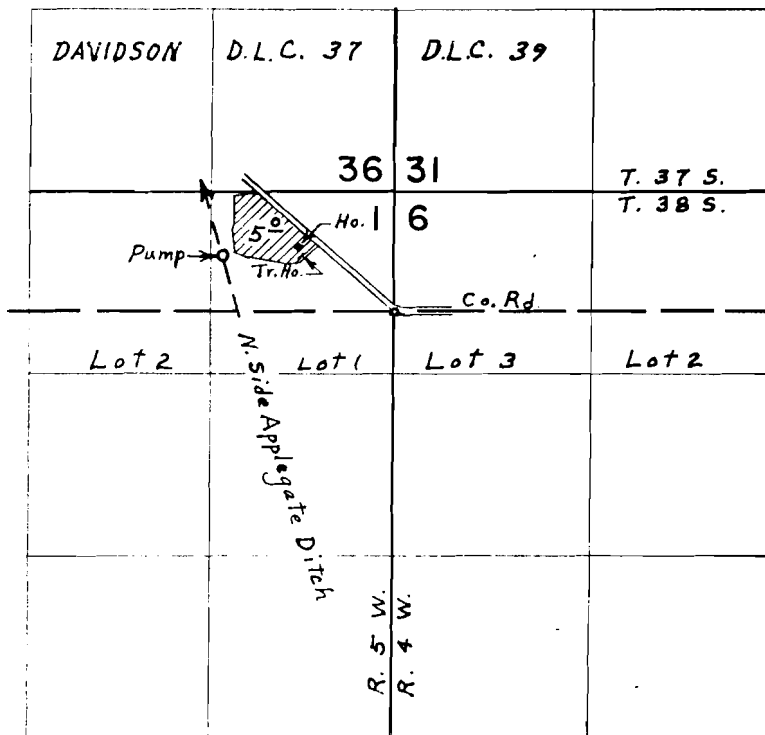 DAVIDSON D.L.C. 37 D.L.C. 39
36 31
T. 37 S.
T. 38 S.
Ho. 1 6
5.0
Pump
Tr. Ho.
Co. Rd.
Lot 2 Lot 1 Lot 3 Lot 2
N. Side Applegate Ditch
R. 5 W.
R. 4 W.